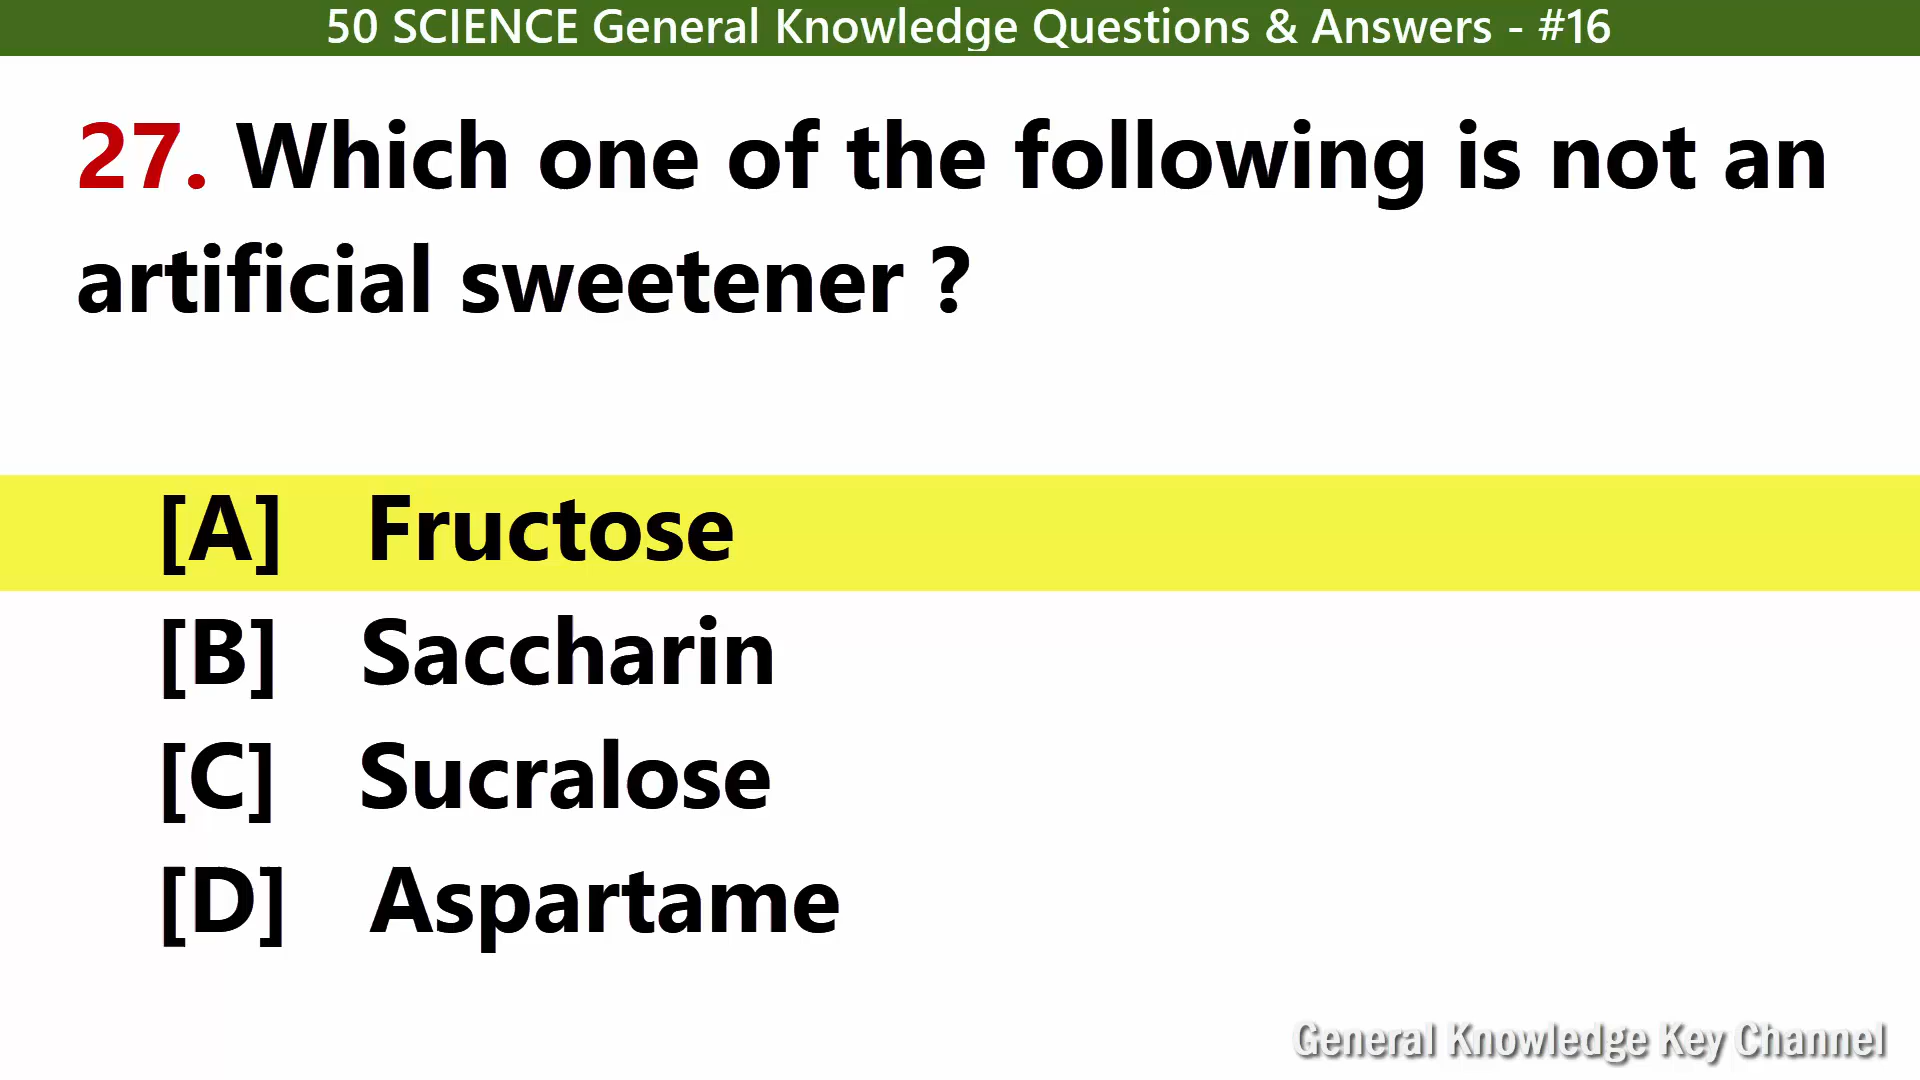 50 SCIENCE General Knowledge Questions & Answers - #16
27. Which one of the following is not an
artificial sweetener ?
[A] Fructose
[B] Saccharin
[C] Sucralose
[D] Aspartame
General Knowledge Key Channel